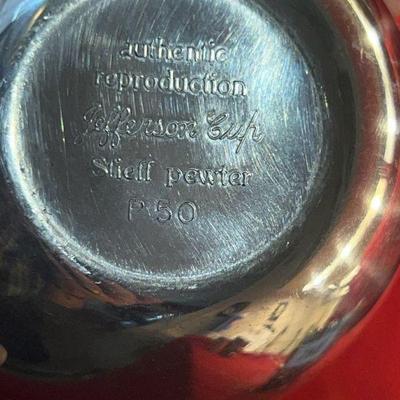 authentic
reproduction
Jefferson Cup
Stieff pewter
P50